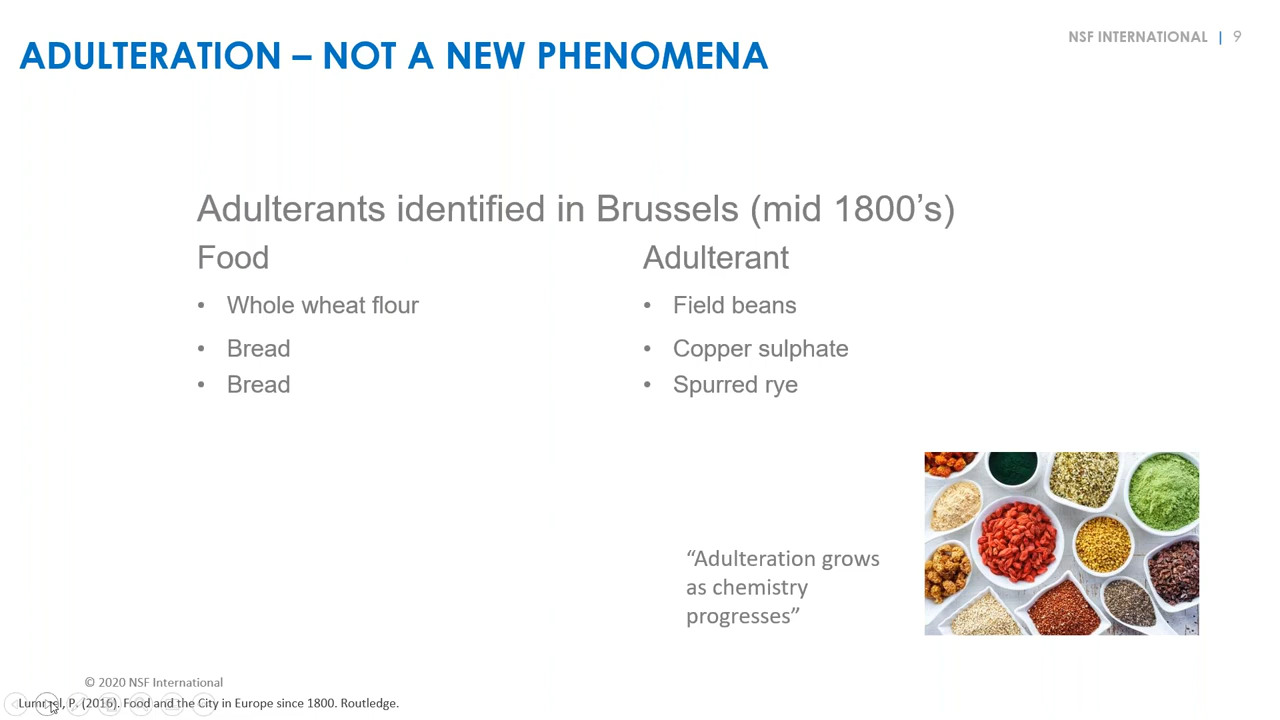 ADULTERATION – NOT A NEW PHENOMENA
NSF INTERNATIONAL | 9
Adulterants identified in Brussels (mid 1800’s)
Food
Adulterant
• Whole wheat flour
• Field beans
• Bread
• Copper sulphate
• Bread
• Spurred rye
“Adulteration grows
as chemistry
progresses”
© 2020 NSF International
P. (2016). Food and the City in Europe since 1800. Routledge.